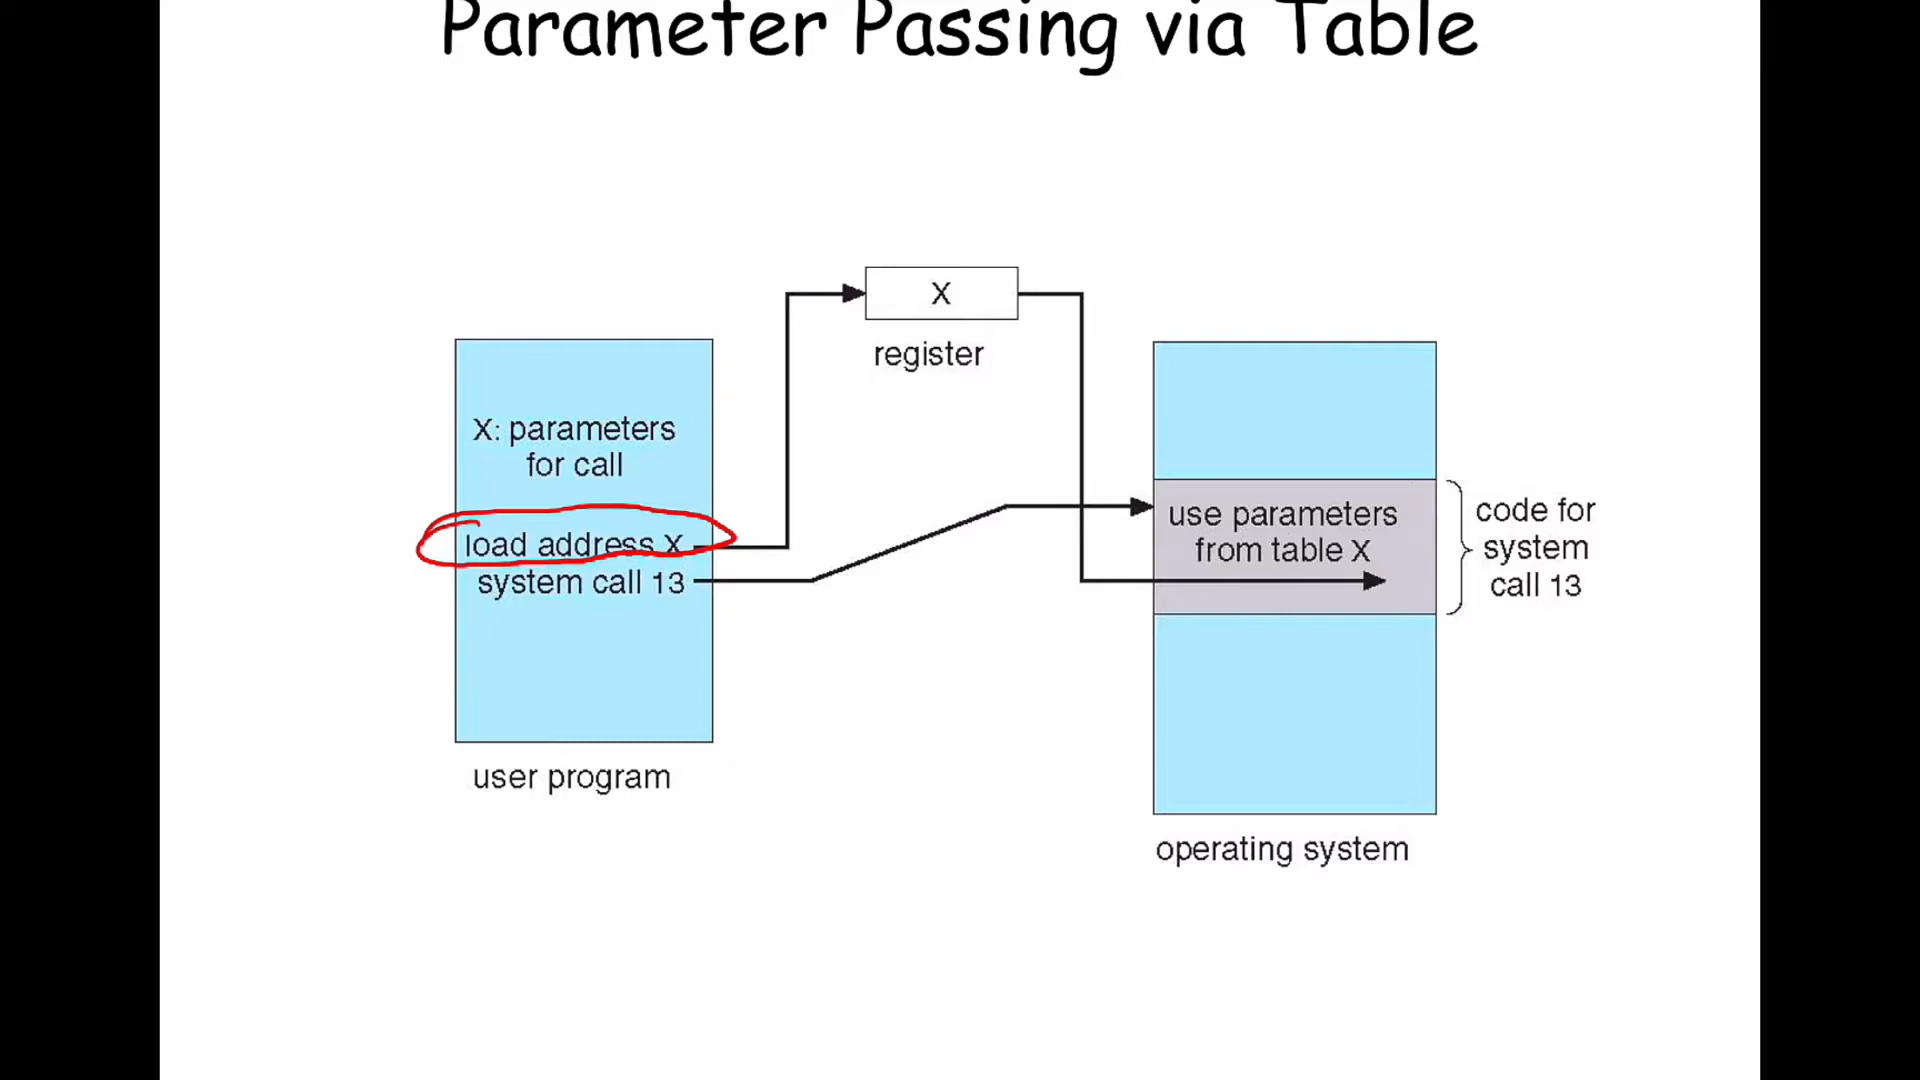 Parameter Passing via Table
X
register
X: parameters
for call
load address X
system call 13
user program
use parameters
from table X
code for
system
call 13
operating system